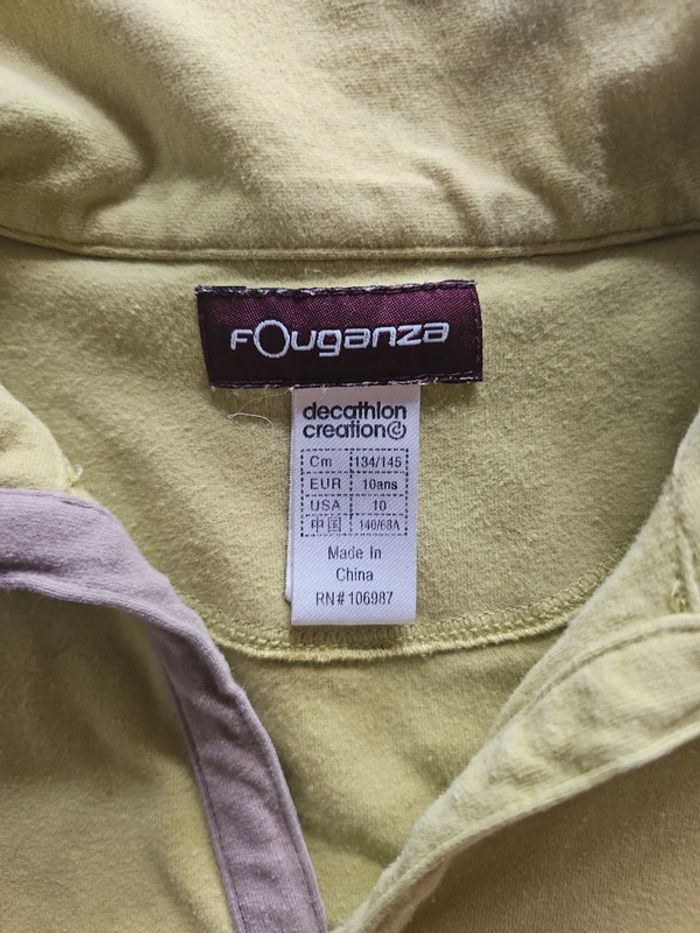 fOuganza
decathlon
creation
Cm 134/145
EUR 10ans
USA 10
中国 140/68A
Made In
China
RN# 106987